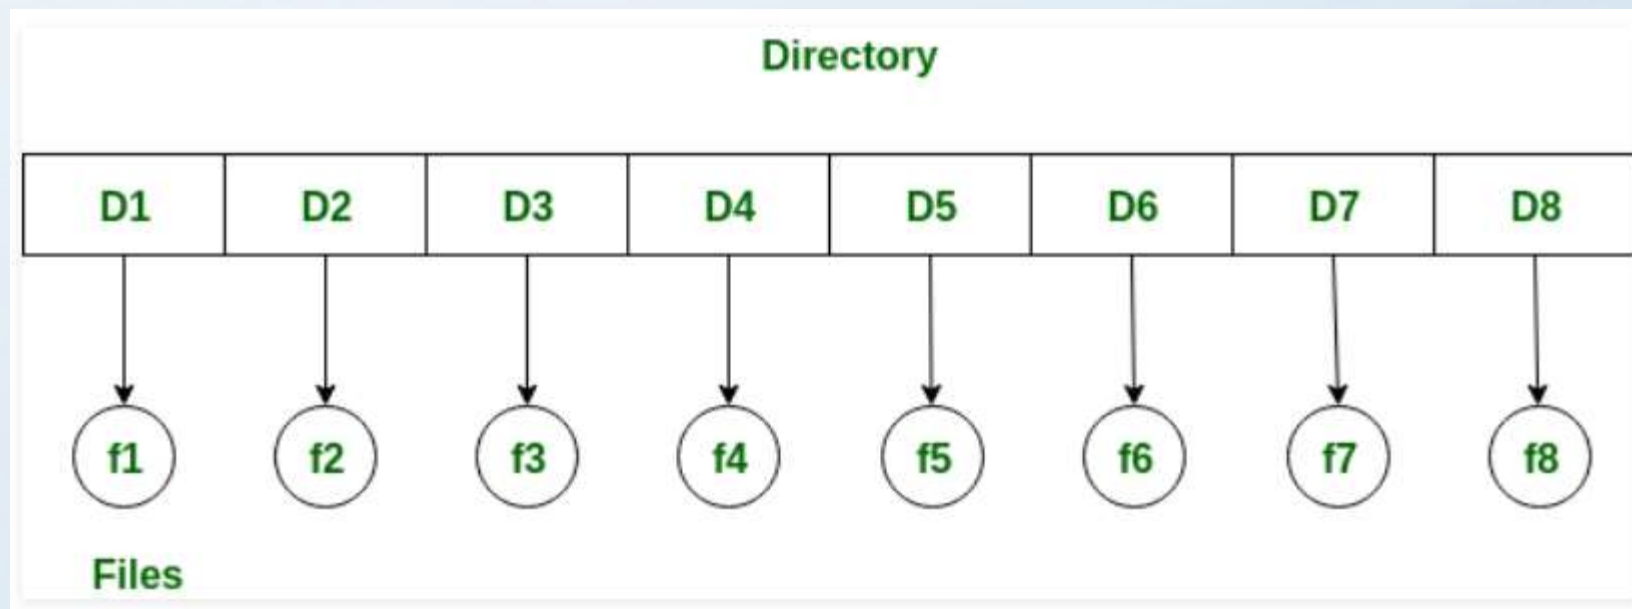 Directory
D1 D2 D3 D4 D5 D6 D7 D8
f1 f2 f3 f4 f5 f6 f7 f8
Files